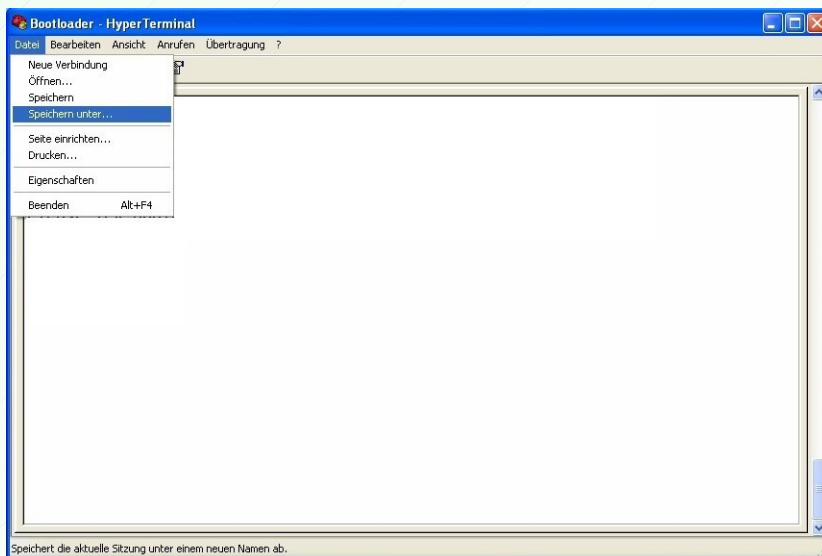 Bootloader - HyperTerminal
Datei Bearbeiten Ansicht Anrufen Übertragung ?
Neue Verbindung
Öffnen...
Speichern
Speichern unter...
Seite einrichten...
Drucken...
Eigenschaften
Beenden Alt+F4
Speichert die aktuelle Sitzung unter einem neuen Namen ab.